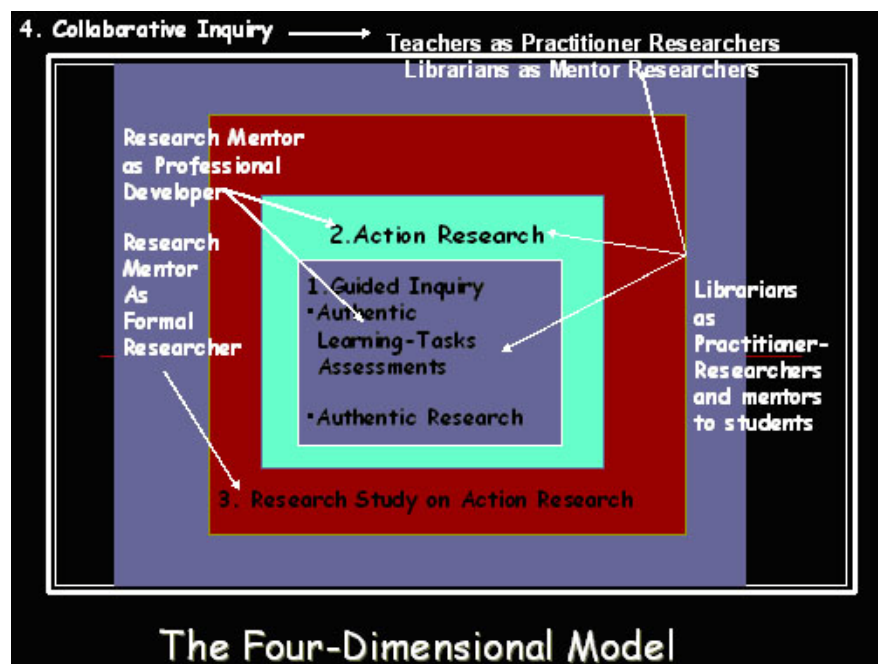 4. Collaborative Inquiry
Teachers as Practitioner Researchers
Librarians as Mentor Researchers
Research Mentor
as Professional
Developer
2.Action Research
Research
Mentor
As
Formal
Researcher
1.Guided Inquiry
•Authentic
Learning-Tasks
Assessments
•Authentic Research
Librarians
as
Practitioner-
Researchers
and mentors
to students
3. Research Study on Action Research
The Four-Dimensional Model